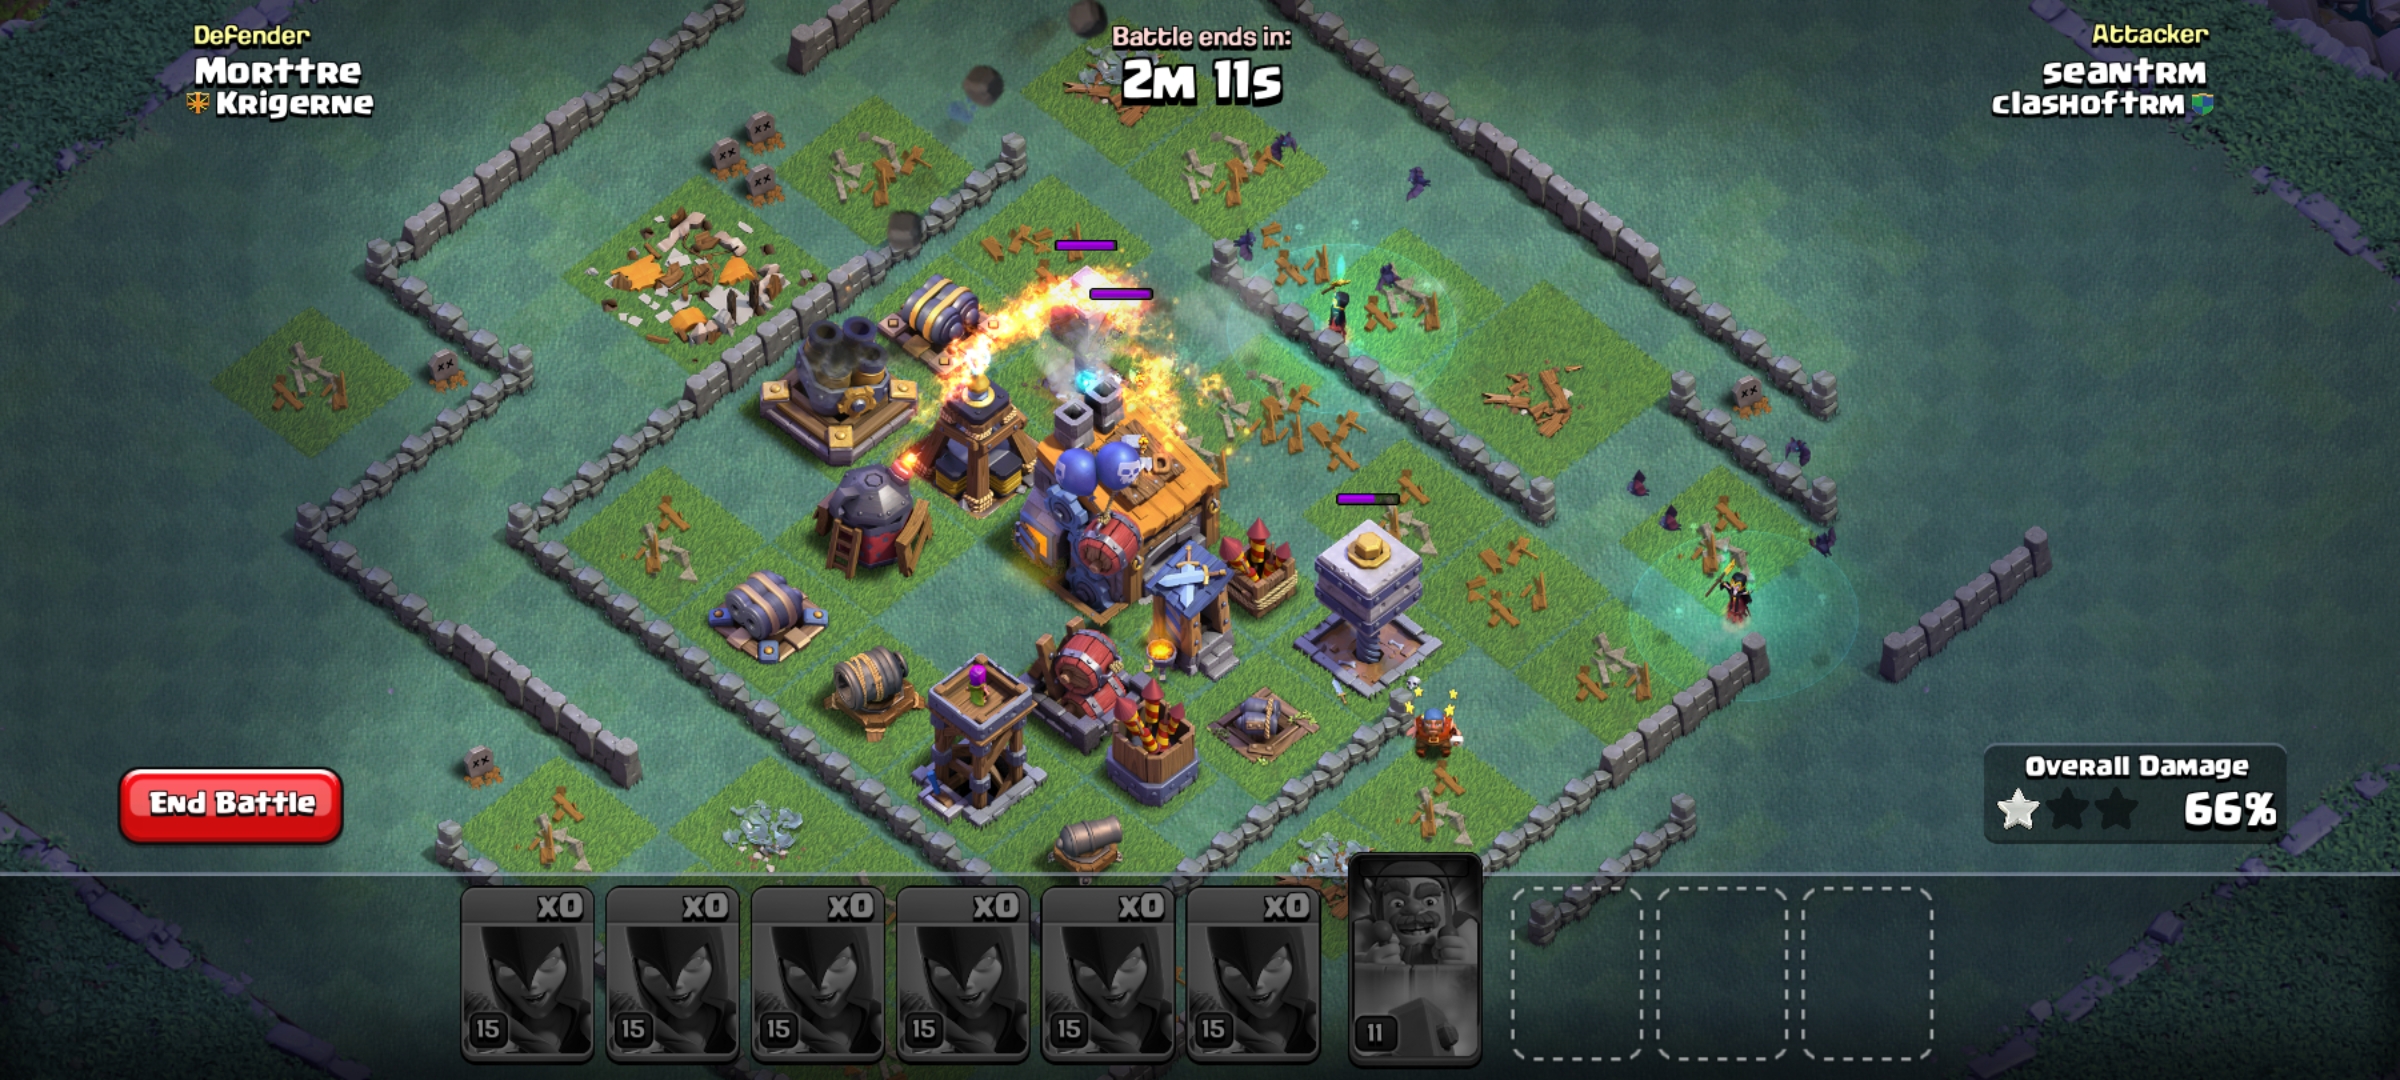 Defender
Morttre
Krigerne
Battle ends in:
2M 11s
Attacker
seantrm
clashoftrm
End Battle
Overall Damage
66%
x0 x0 x0 x0 x0 x0
15 15 15 15 15 15 11